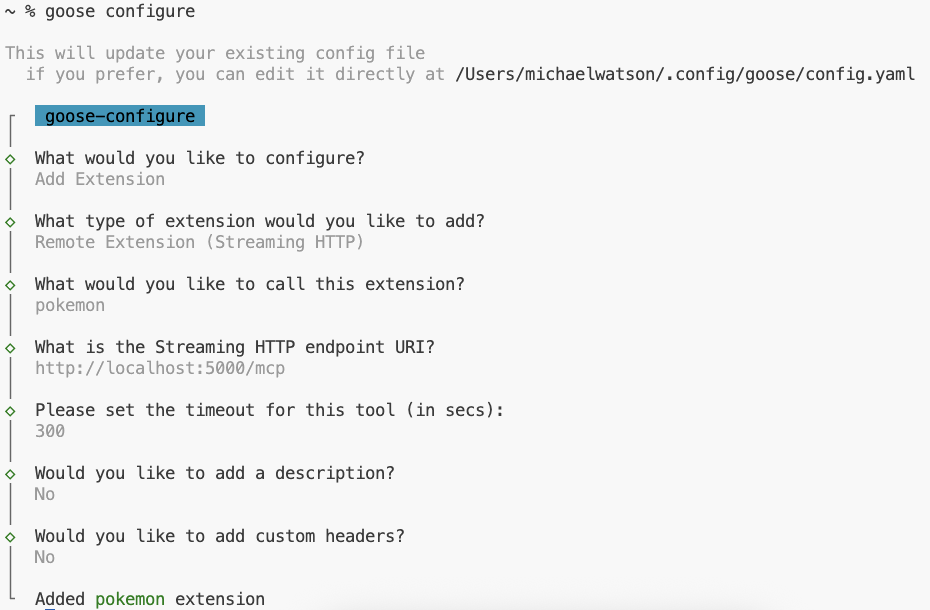 ~ % goose configure
This will update your existing config file
if you prefer, you can edit it directly at /Users/michaelwatson/.config/goose/config.yaml
goose-configure
What would you like to configure?
Add Extension
What type of extension would you like to add?
Remote Extension (Streaming HTTP)
What would you like to call this extension?
pokemon
What is the Streaming HTTP endpoint URI?
http://localhost:5000/mcp
Please set the timeout for this tool (in secs):
300
Would you like to add a description?
No
Would you like to add custom headers?
No
Added pokemon extension